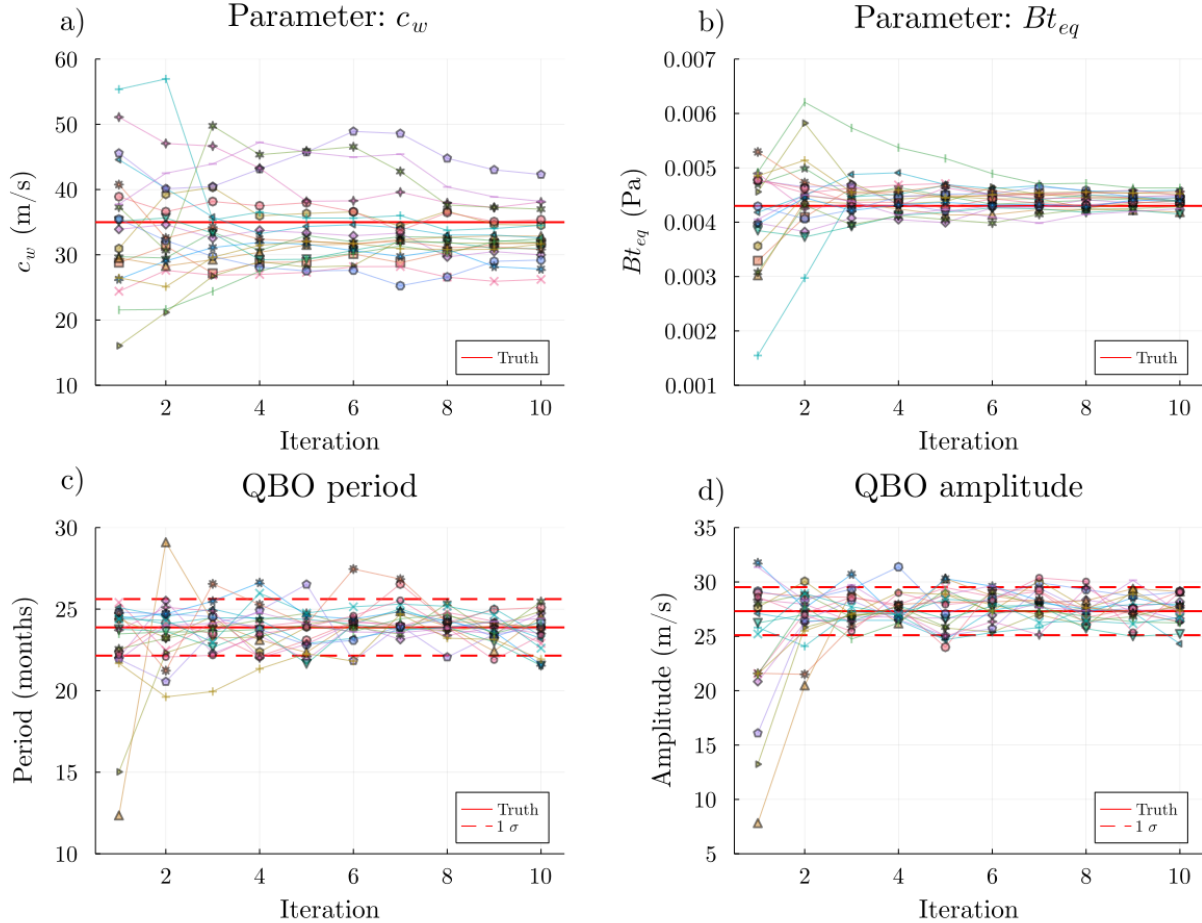 a) Parameter: c_w
60
50
40
30
20
10
c_w (m/s)
Truth
2 4 6 8 10
Iteration
b) Parameter: Bt_eq
0.007
0.006
0.005
0.004
0.003
0.002
0.001
Bt_eq (Pa)
Truth
2 4 6 8 10
Iteration
c) QBO period
30
25
20
15
10
Period (months)
Truth
1 σ
2 4 6 8 10
Iteration
d) QBO amplitude
35
30
25
20
15
10
5
Amplitude (m/s)
Truth
1 σ
2 4 6 8 10
Iteration